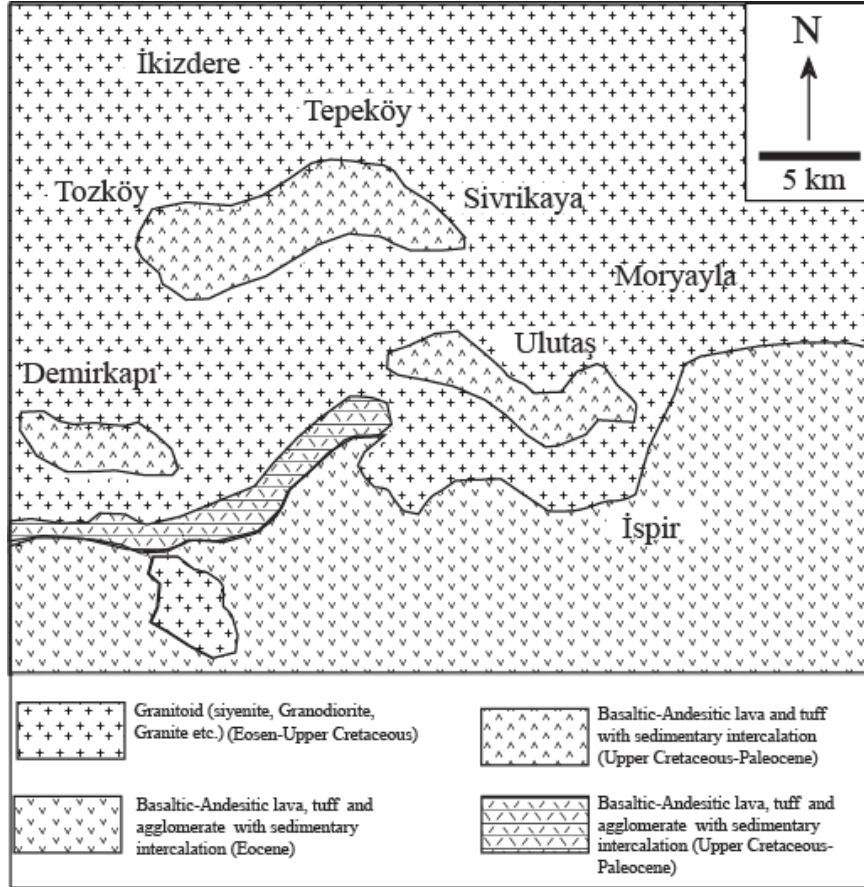 N
5 km
İkizdere
Tepeköy
Tozköy
Sivrikaya
Moryayla
Ulutaş
Demirkapı
İspir
Granitoid (siyenite, Granodiorite,
Granite etc.) (Eosen-Upper Cretaceous)
Basaltic-Andesitic lava, tuff and
agglomerate with sedimentary
intercalation (Eocene)
Basaltic-Andesitic lava and tuff
with sedimentary intercalation
(Upper Cretaceous-Paleocene)
Basaltic-Andesitic lava, tuff and
agglomerate with sedimentary
intercalation (Upper Cretaceous-
Paleocene)